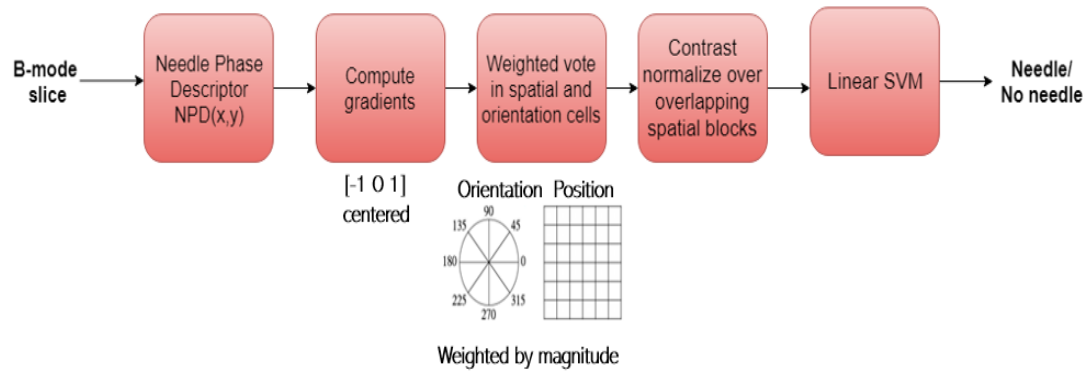 B-mode
slice
Needle Phase
Descriptor
NPD(x,y)
Compute
gradients
Weighted vote
in spatial and
orientation cells
Contrast
normalize over
overlapping
spatial blocks
Linear SVM
Needle/
No needle
[-1 0 1]
centered
Orientation Position
90
135 45
180 0
225 315
270
Weighted by magnitude